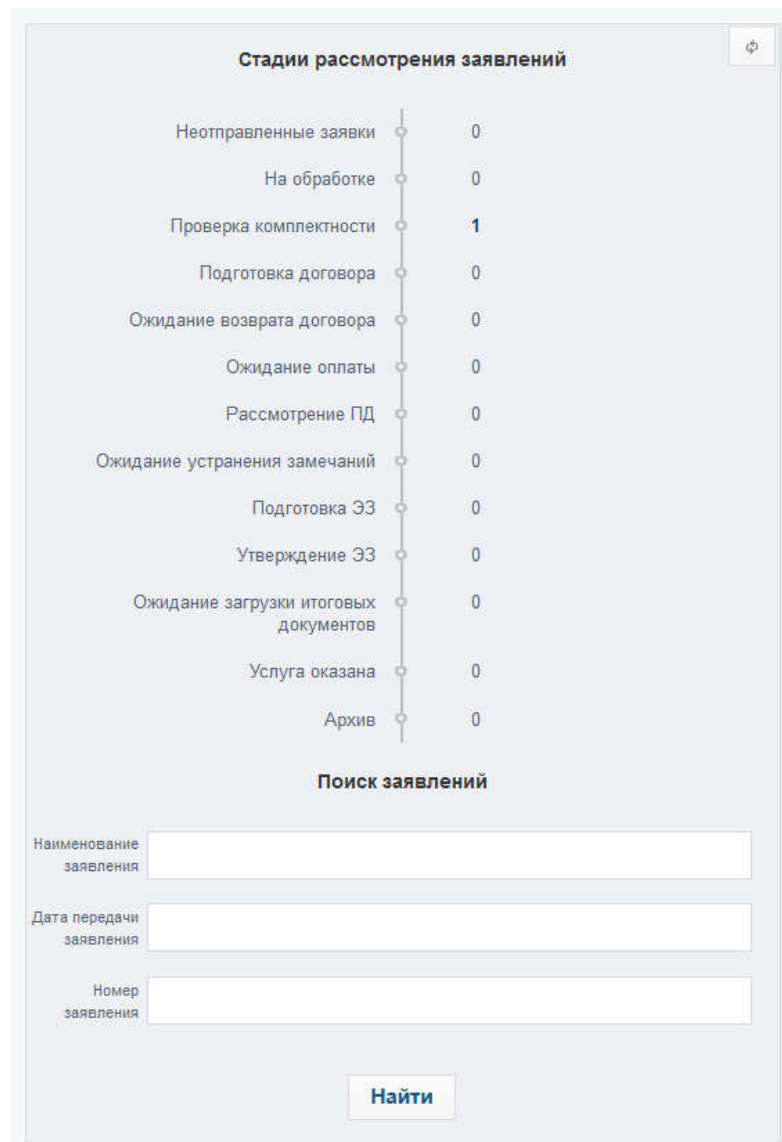 Стадии рассмотрения заявлений
Неотправленные заявки 0
На обработке 0
Проверка комплектности 1
Подготовка договора 0
Ожидание возврата договора 0
Ожидание оплаты 0
Рассмотрение ПД 0
Ожидание устранения замечаний 0
Подготовка ЭЗ 0
Утверждение ЭЗ 0
Ожидание загрузки итоговых 0
документов
Услуга оказана 0
Архив 0
Поиск заявлений
Наименование
заявления
Дата передачи
заявления
Номер
заявления
Найти